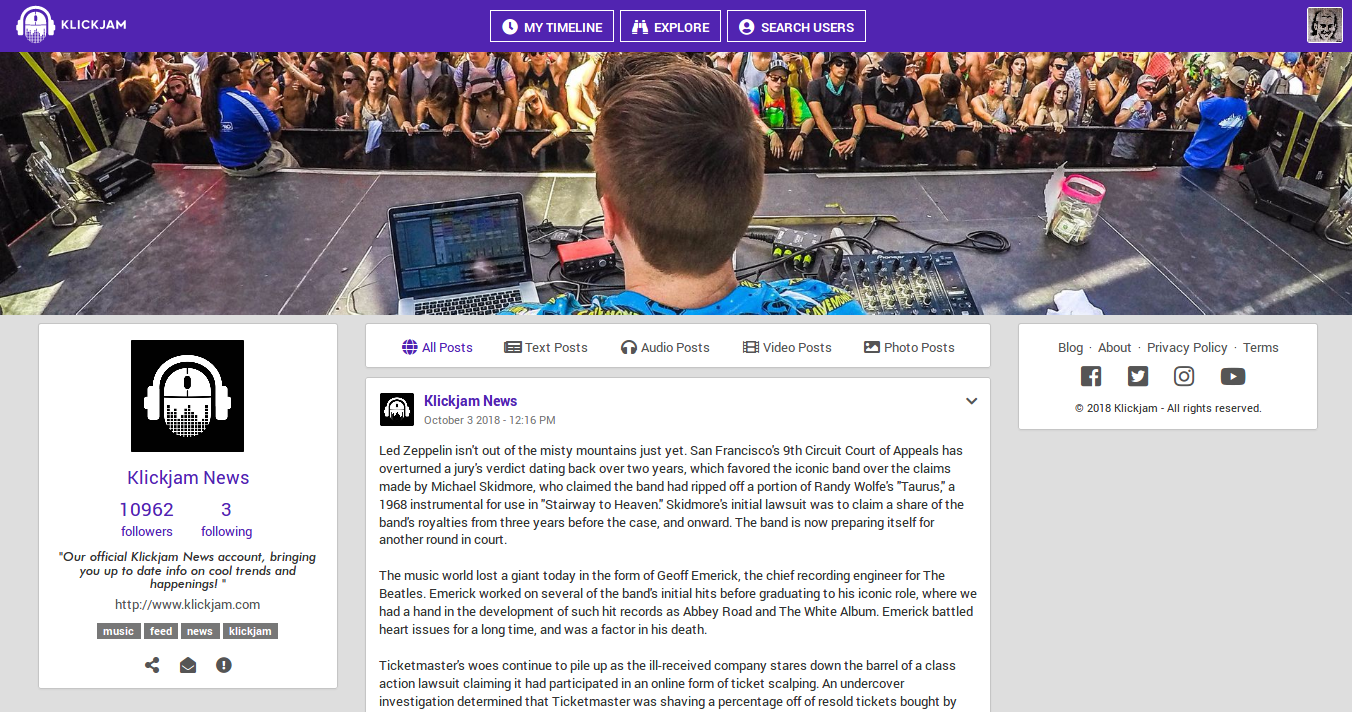 KLICKJAM
MY TIMELINE
EXPLORE
SEARCH USERS
Pioneer
CAVEMAN
Klickjam News
10962
3
followers
following
"Our official Klickjam News account, bringing
you up to date info on cool trends and
happenings! "
http://www.klickjam.com
music feed news klickjam
All Posts
Text Posts
Audio Posts
Video Posts
Photo Posts
Klickjam News
October 3 2018 - 12:16 PM
Led Zeppelin isn't out of the misty mountains just yet. San Francisco's 9th Circuit Court of Appeals has
overturned a jury's verdict dating back over two years, which favored the iconic band over the claims
made by Michael Skidmore, who claimed the band had ripped off a portion of Randy Wolfe's "Taurus," a
1968 instrumental for use in "Stairway to Heaven." Skidmore's initial lawsuit was to claim a share of the
band's royalties from three years before the case, and onward. The band is now preparing itself for
another round in court.
The music world lost a giant today in the form of Geoff Emerick, the chief recording engineer for The
Beatles. Emerick worked on several of the band's initial hits before graduating to his iconic role, where we
had a hand in the development of such hit records as Abbey Road and The White Album. Emerick battled
heart issues for a long time, and was a factor in his death.
Ticketmaster's woes continue to pile up as the ill-received company stares down the barrel of a class
action lawsuit claiming it had participated in an online form of ticket scalping. An undercover
investigation determined that Ticketmaster was shaving a percentage off of resold tickets bought by
Blog · About · Privacy Policy · Terms
© 2018 Klickjam - All rights reserved.